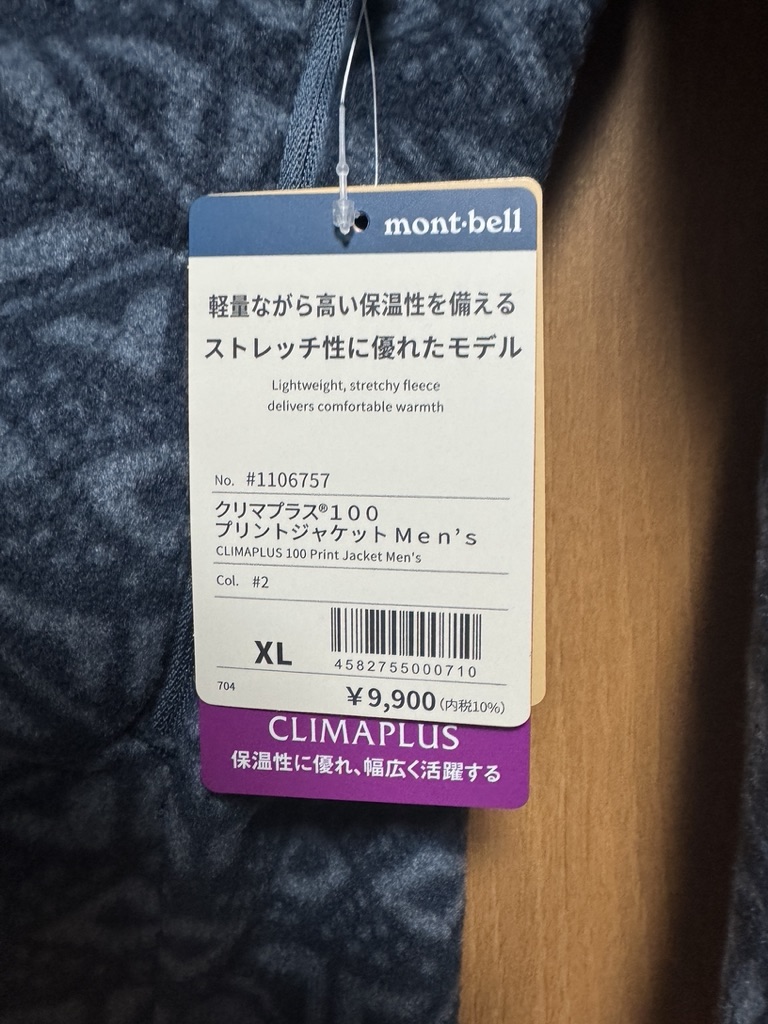 mont·bell
軽量ながら高い保温性を備える
ストレッチ性に優れたモデル
Lightweight, stretchy fleece
delivers comfortable warmth
No. #1106757
クリマプラス®１００
プリントジャケット Ｍｅｎ’ｓ
CLIMAPLUS 100 Print Jacket Men's
Col. #2
XL
4582755000710
704
￥9,900（内税10%）
CLIMAPLUS
保温性に優れ、幅広く活躍する